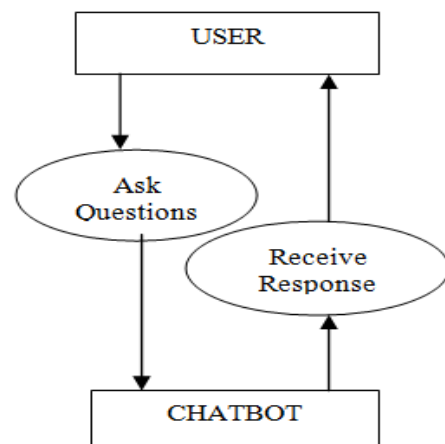 USER
Ask
Questions
Receive
Response
CHATBOT